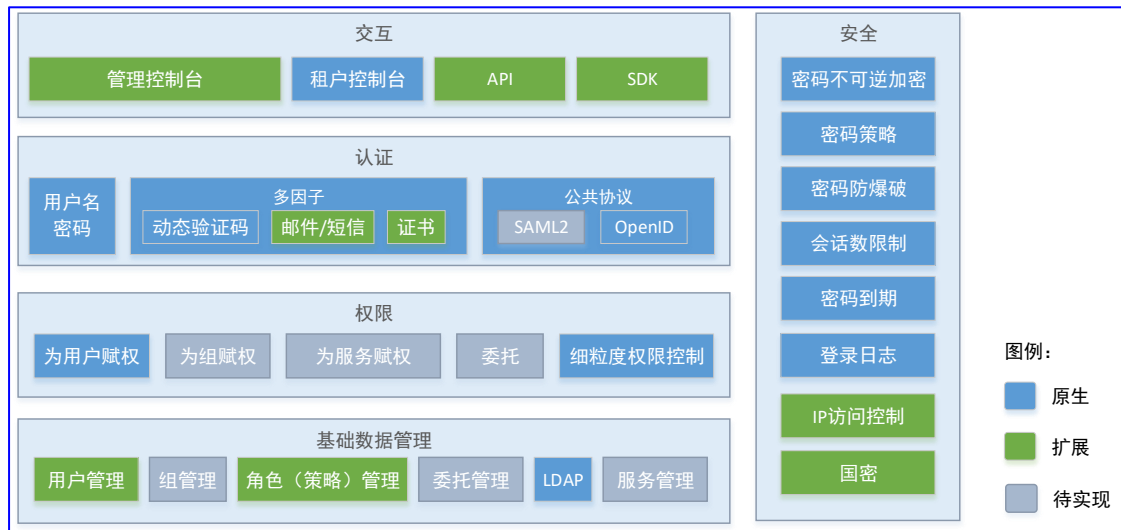 交互
管理控制台
租户控制台
API
SDK
认证
用户名
密码
多因子
动态验证码
邮件/短信
证书
公共协议
SAML2
OpenID
权限
为用户赋权
为组赋权
为服务赋权
委托
细粒度权限控制
基础数据管理
用户管理
组管理
角色（策略）管理
委托管理
LDAP
服务管理
安全
密码不可逆加密
密码策略
密码防爆破
会话数限制
密码到期
登录日志
IP访问控制
国密
图例：
原生
扩展
待实现